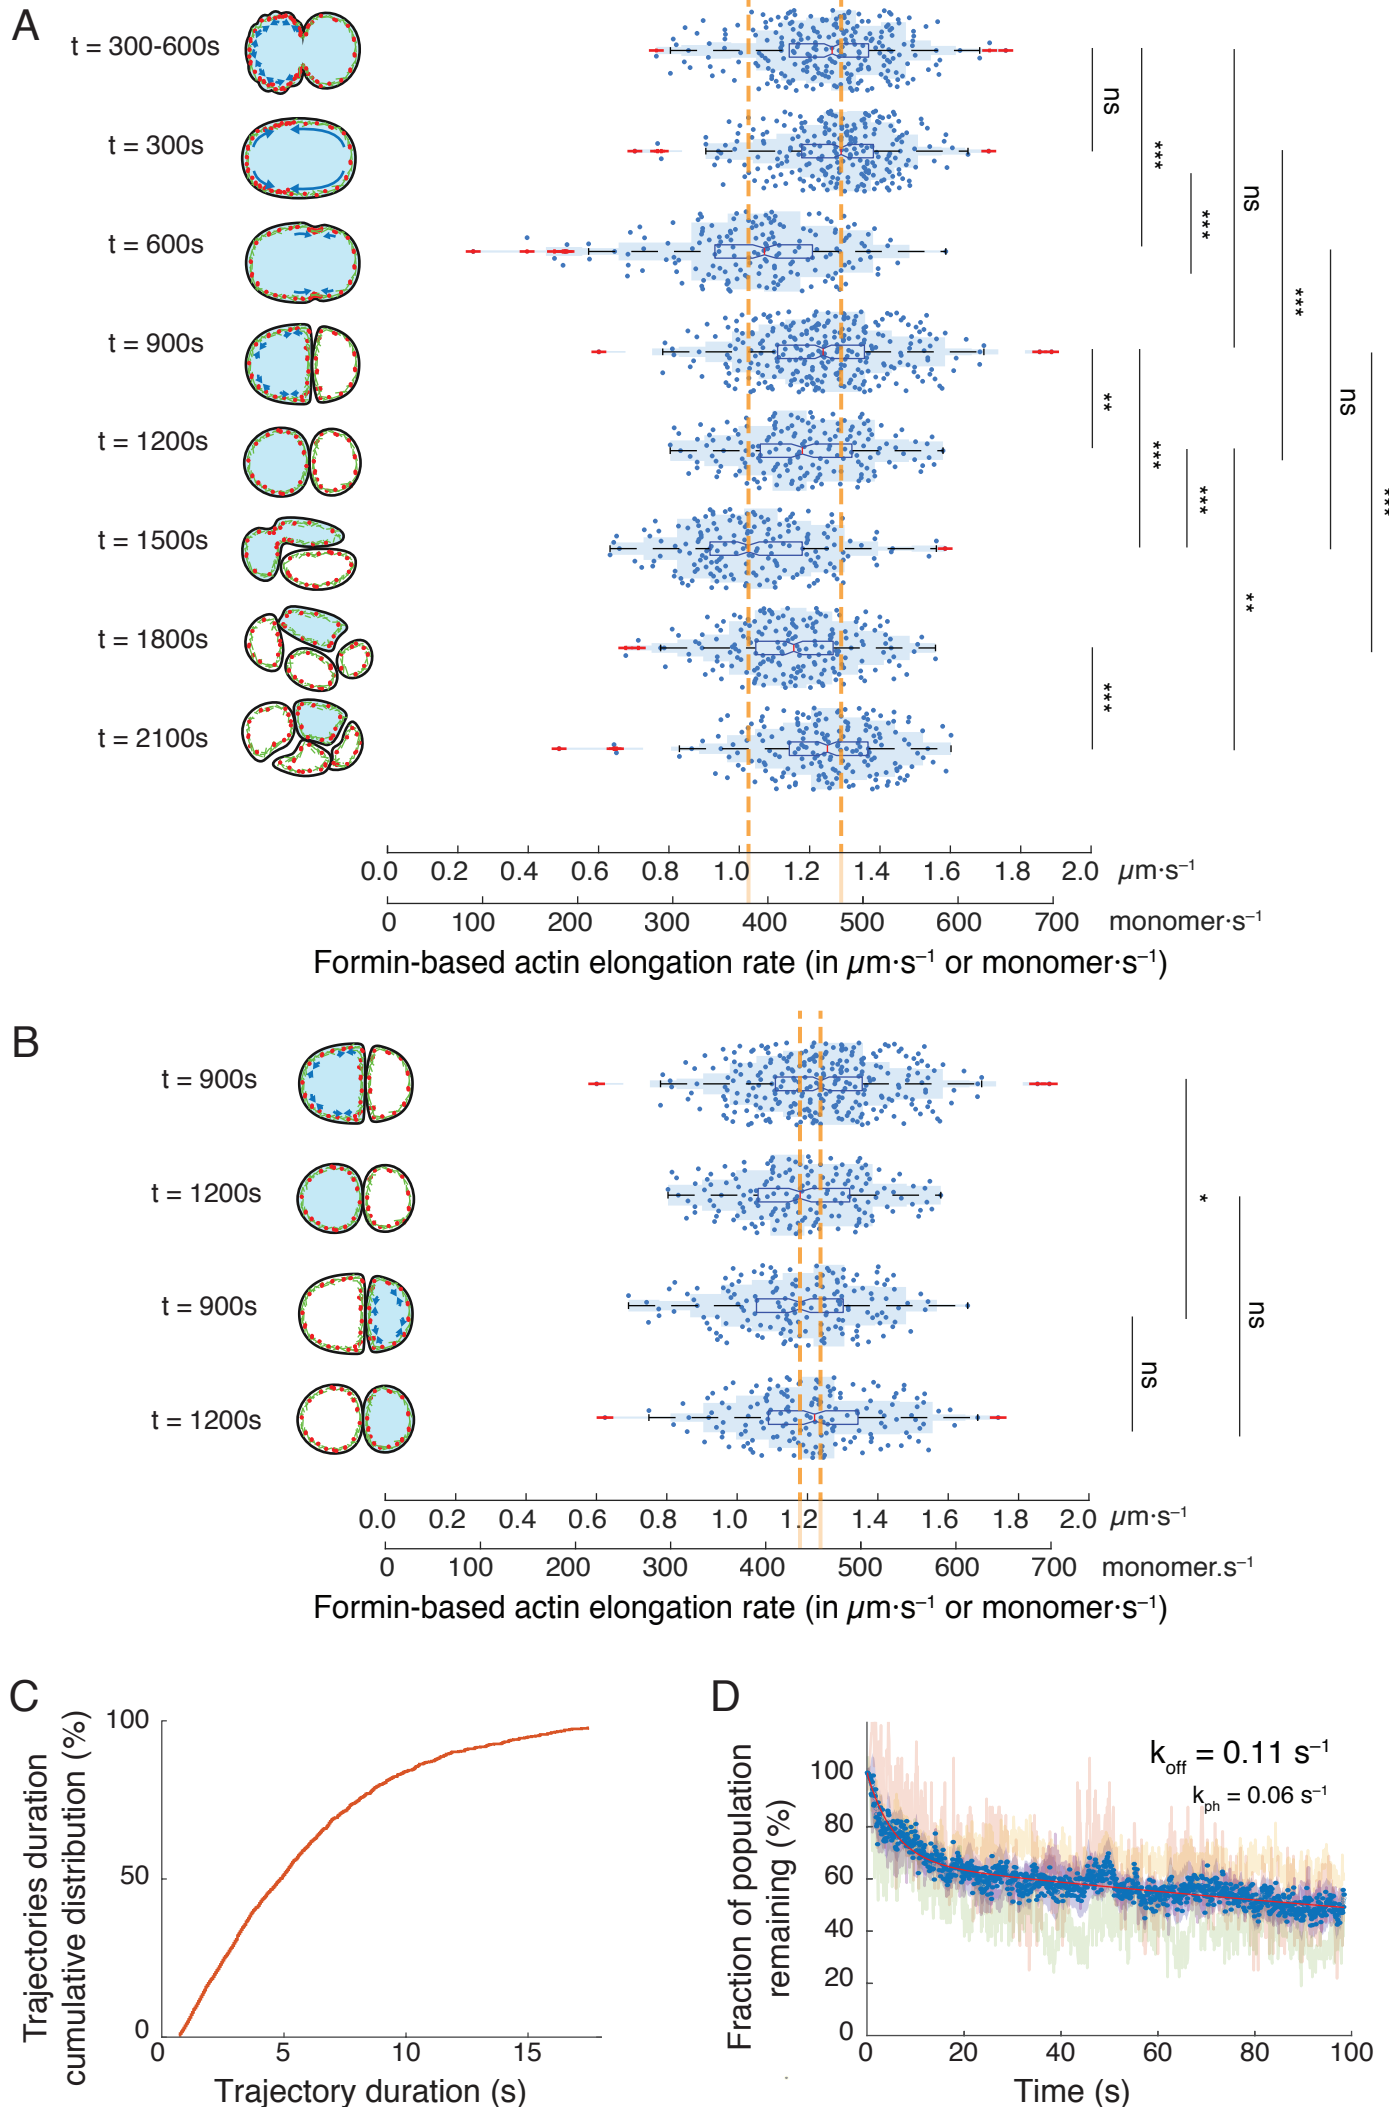 A
t = 300-600s
ns
t = 300s
***
ns
t = 600s
***
***
t = 900s
**
ns
t = 1200s
***
***
***
t = 1500s
**
t = 1800s
***
t = 2100s
0.0 0.2 0.4 0.6 0.8 1.0 1.2 1.4 1.6 1.8 2.0 µm·s⁻¹
0 100 200 300 400 500 600 700 monomer·s⁻¹
Formin-based actin elongation rate (in µm·s⁻¹ or monomer·s⁻¹)
B
t = 900s
t = 1200s
*
t = 900s
ns
ns
t = 1200s
0.0 0.2 0.4 0.6 0.8 1.0 1.2 1.4 1.6 1.8 2.0 µm·s⁻¹
0 100 200 300 400 500 600 700 monomer.s⁻¹
Formin-based actin elongation rate (in µm·s⁻¹ or monomer·s⁻¹)
C
Trajectories duration
cumulative distribution (%)
100
50
0
0 5 10 15
Trajectory duration (s)
D
Fraction of population
remaining (%)
k_off = 0.11 s⁻¹
k_ph = 0.06 s⁻¹
100
80
60
40
20
0
0 20 40 60 80 100
Time (s)